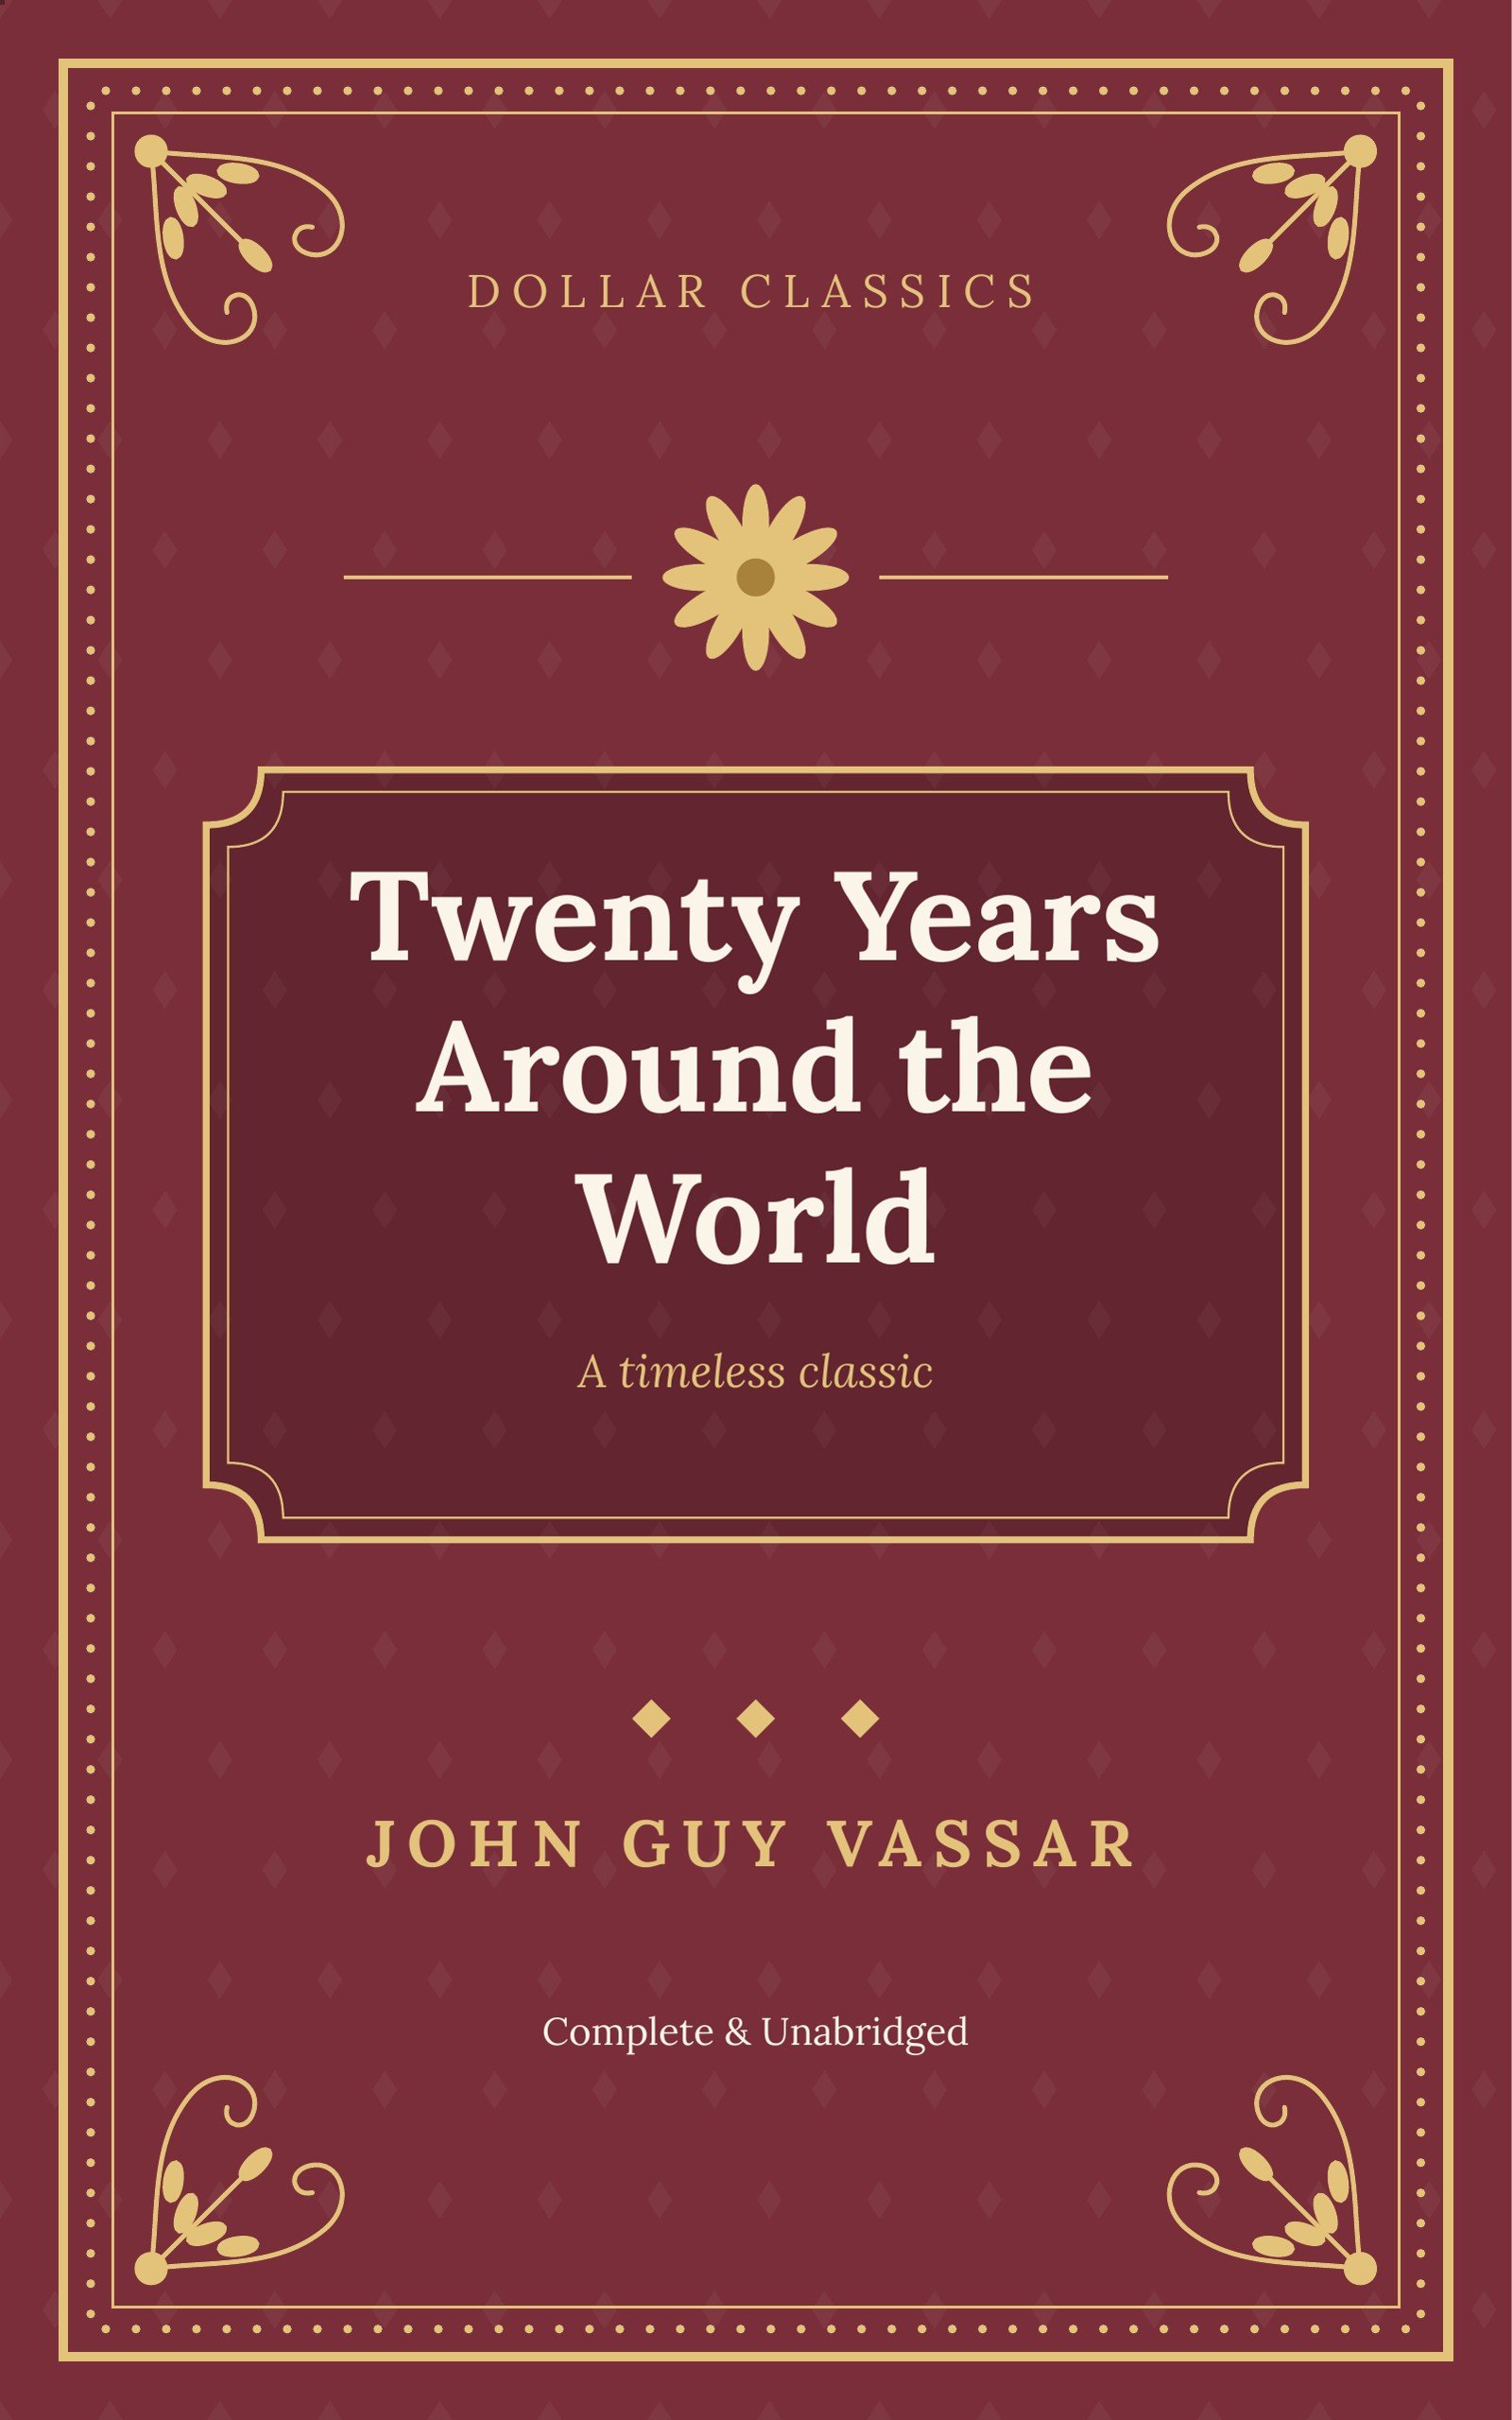 DOLLAR CLASSICS
Twenty Years
Around the
World
A timeless classic
JOHN GUY VASSAR
Complete & Unabridged